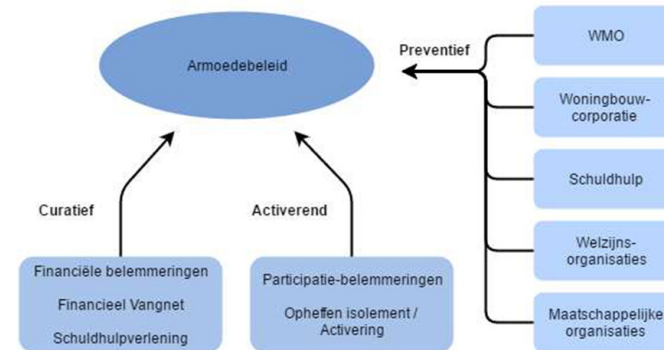 Armoedebeleid
Preventief
WMO
Woningbouw-
corporatie
Schuldhulp
Welzijns-
organisaties
Maatschappelijke
organisaties
Curatief
Activerend
Financiële belemmeringen
Financieel Vangnet
Schuldhulpverlening
Participatie-belemmeringen
Opheffen isolement /
Activering